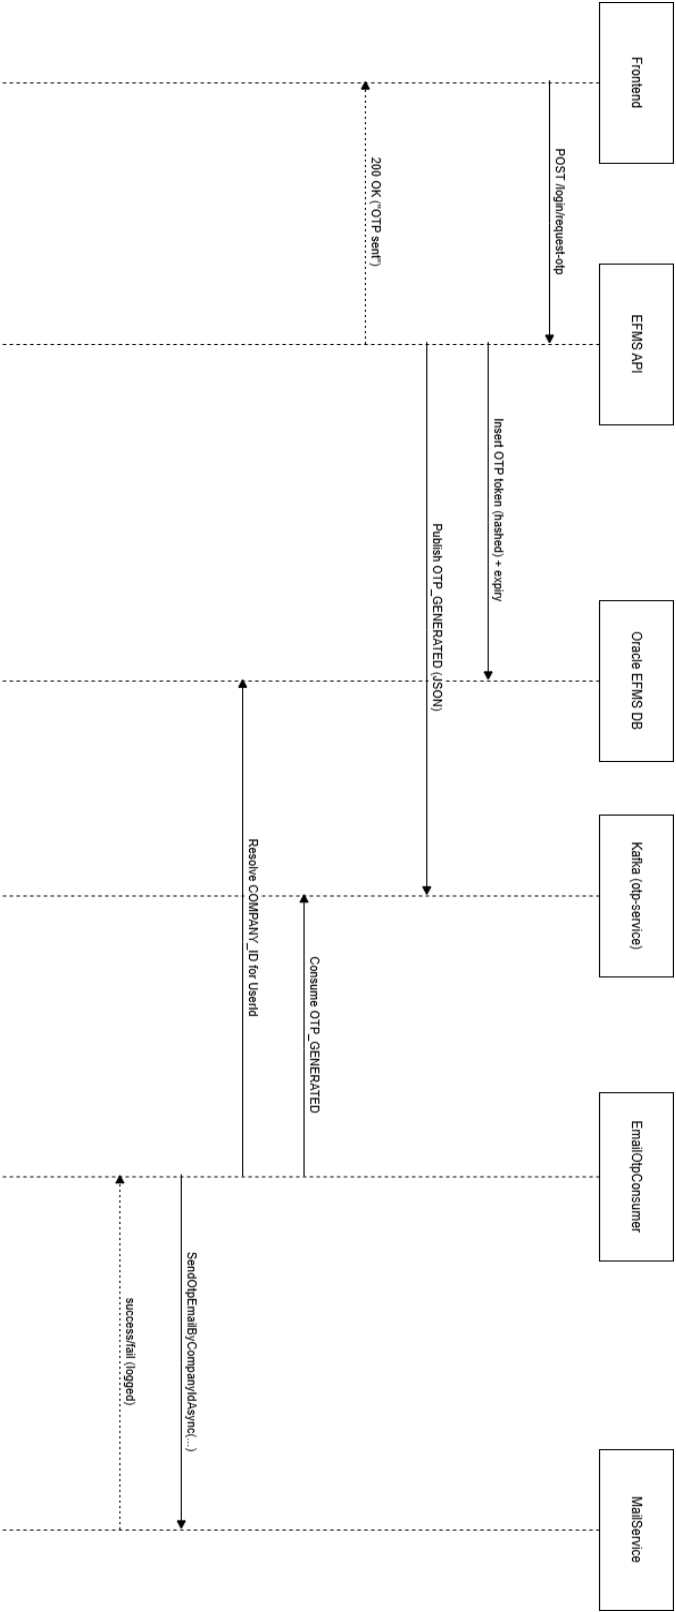 Frontend
EFMS API
Oracle EFMS DB
Kafka (otp-service)
EmailOtpConsumer
MailService
POST /login/request-otp
Insert OTP token (hashed) + expiry
Publish OTP_GENERATED (JSON)
200 OK ("OTP sent")
Consume OTP_GENERATED
Resolve COMPANY_ID for UserId
SendOtpEmailByCompanyIdAsync(...)
success/fail (logged)